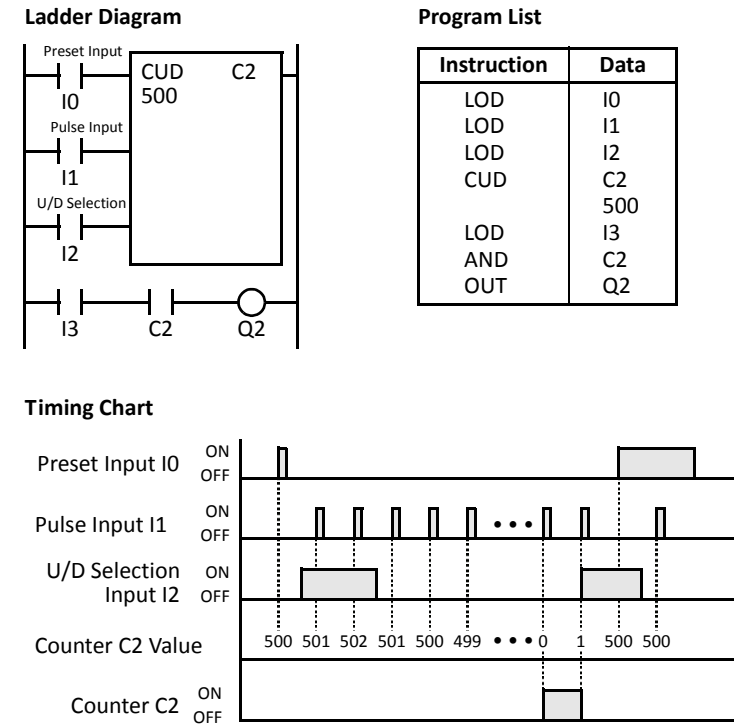 Ladder Diagram
Preset Input
I0
Pulse Input
I1
U/D Selection
I2
CUD C2
500
I3 C2 Q2
Program List
Instruction Data
LOD I0
LOD I1
LOD I2
CUD C2
500
LOD I3
AND C2
OUT Q2
Timing Chart
Preset Input I0 ON
OFF
Pulse Input I1 ON
OFF
U/D Selection ON
Input I2 OFF
Counter C2 Value 500 501 502 501 500 499 • • • 0 1 500 500
Counter C2 ON
OFF